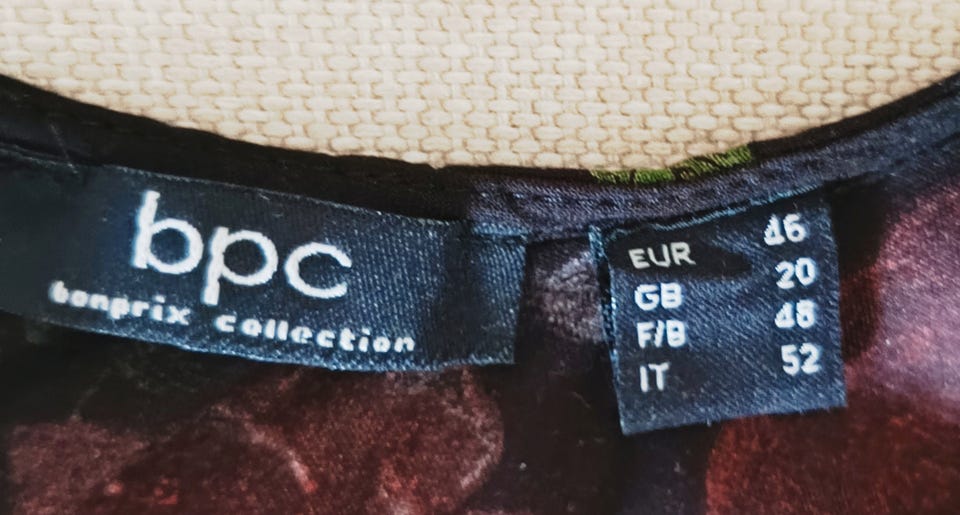 bpc
bonprix collection
EUR 46
GB 20
F/B 48
IT 52